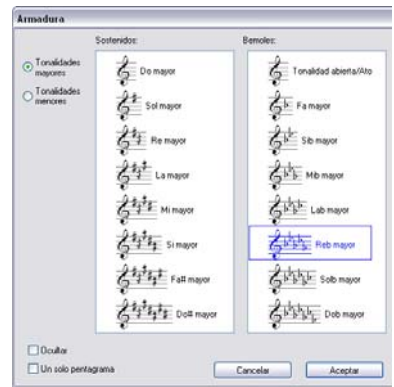 Armadura
Sostenidos:
Bemoles:
Tonalidades
mayores
Tonalidades
menores
Do mayor
Sol mayor
Re mayor
La mayor
Mi mayor
Si mayor
Fa# mayor
Do# mayor
Tonalidad abierta/Ato
Fa mayor
Sib mayor
Mib mayor
Lab mayor
Reb mayor
Solb mayor
Dob mayor
Ocultar
Un solo pentagrama
Cancelar
Aceptar